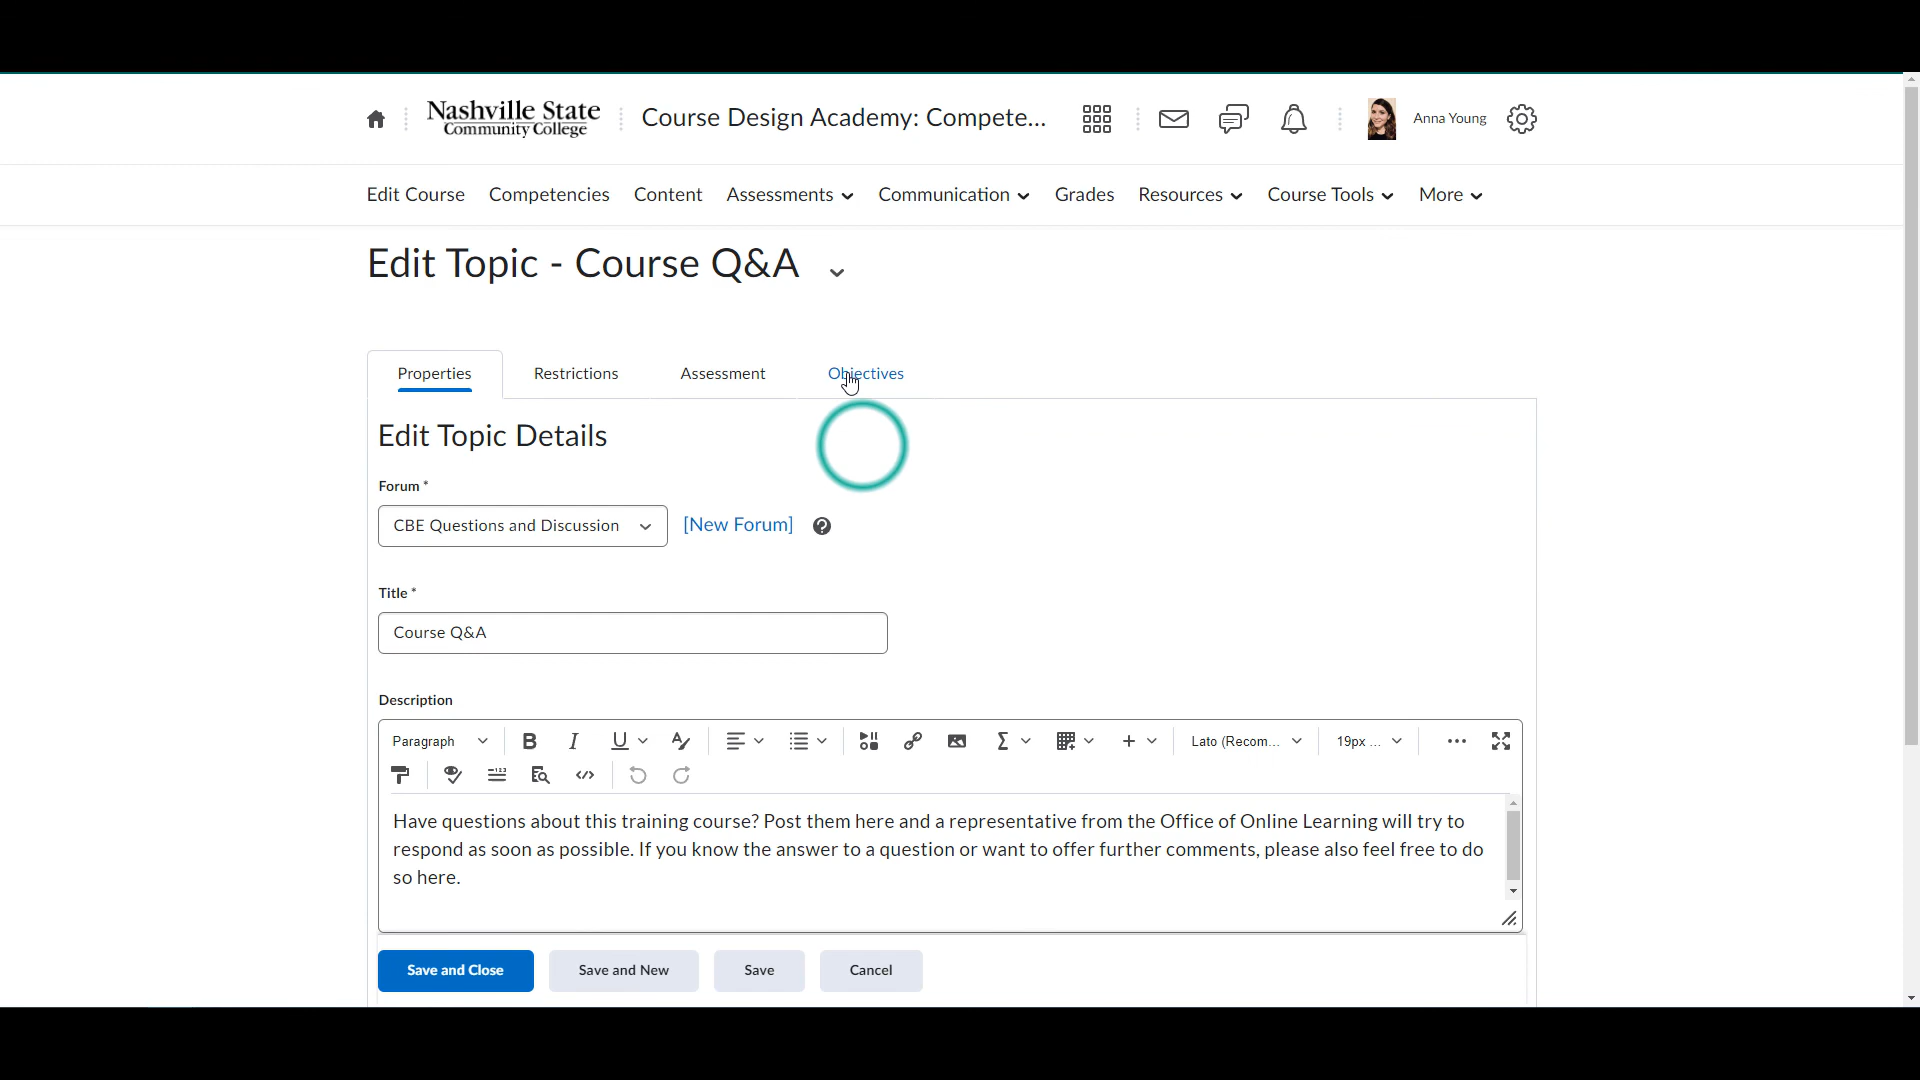 Nashville State
Community College
Course Design Academy: Compete...
Anna Young
Edit Course Competencies Content Assessments Communication Grades Resources Course Tools More
Edit Topic - Course Q&A
Properties Restrictions Assessment Objectives
Edit Topic Details
Forum *
CBE Questions and Discussion [New Forum]
Title *
Course Q&A
Description
Paragraph Lato (Recom... 19px ...
Have questions about this training course? Post them here and a representative from the Office of Online Learning will try to
respond as soon as possible. If you know the answer to a question or want to offer further comments, please also feel free to do
so here.
Save and Close Save and New Save Cancel